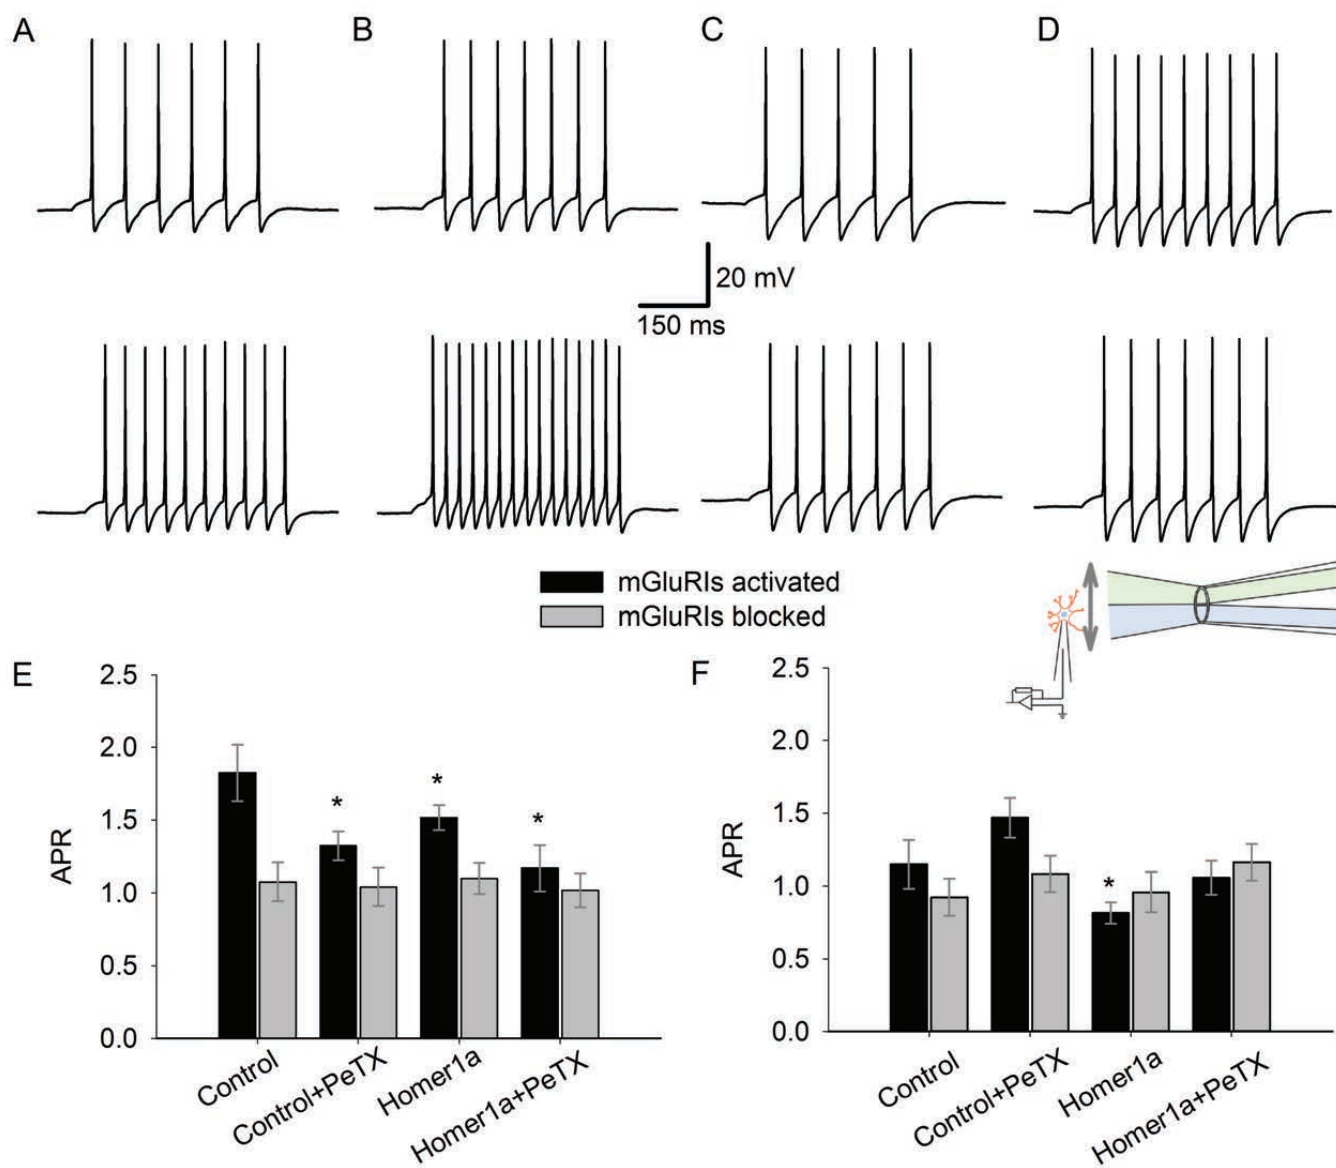 A
B
C
D
20 mV
150 ms
mGluRIs activated
mGluRIs blocked
E
2.5
2.0
1.5
1.0
0.5
0.0
APR
*
*
*
Control
Control+PeTX
Homer1a
Homer1a+PeTX
F
2.5
2.0
1.5
1.0
0.5
0.0
APR
*
Control
Control+PeTX
Homer1a
Homer1a+PeTX